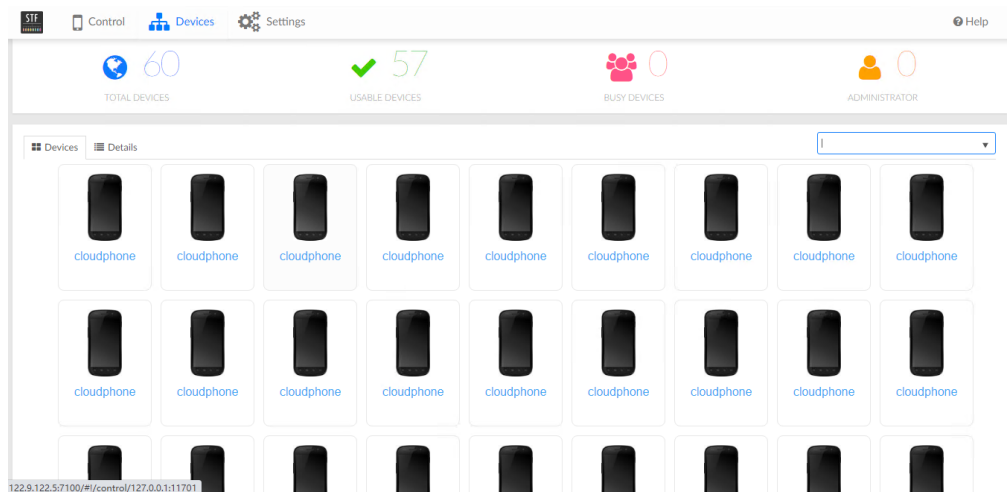 STF Control Devices Settings Help
60 57 0 0
TOTAL DEVICES USABLE DEVICES BUSY DEVICES ADMINISTRATOR
Devices Details
cloudphone cloudphone cloudphone cloudphone cloudphone cloudphone cloudphone cloudphone cloudphone
cloudphone cloudphone cloudphone cloudphone cloudphone cloudphone cloudphone cloudphone cloudphone
122.9.122.5:7100/#!/control/127.0.0.1:11701